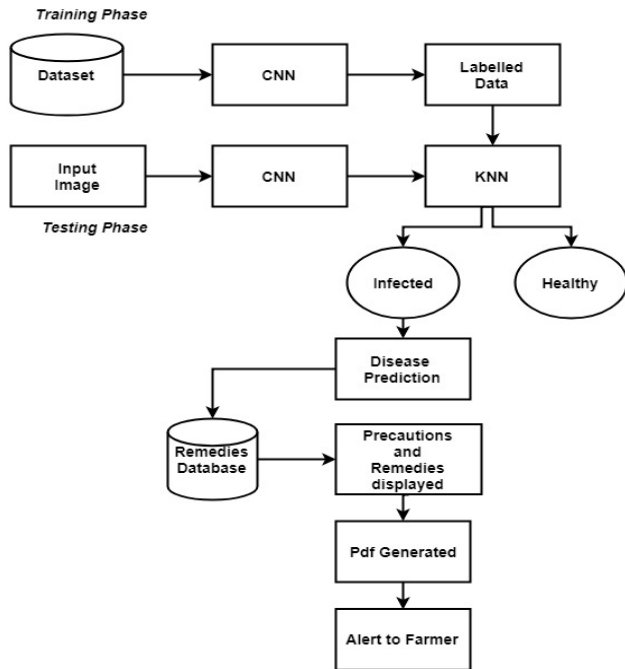 Training Phase
Dataset
CNN
Labelled
Data
Input
Image
CNN
KNN
Testing Phase
Infected
Healthy
Disease
Prediction
Remedies
Database
Precautions
and
Remedies
displayed
Pdf Generated
Alert to Farmer